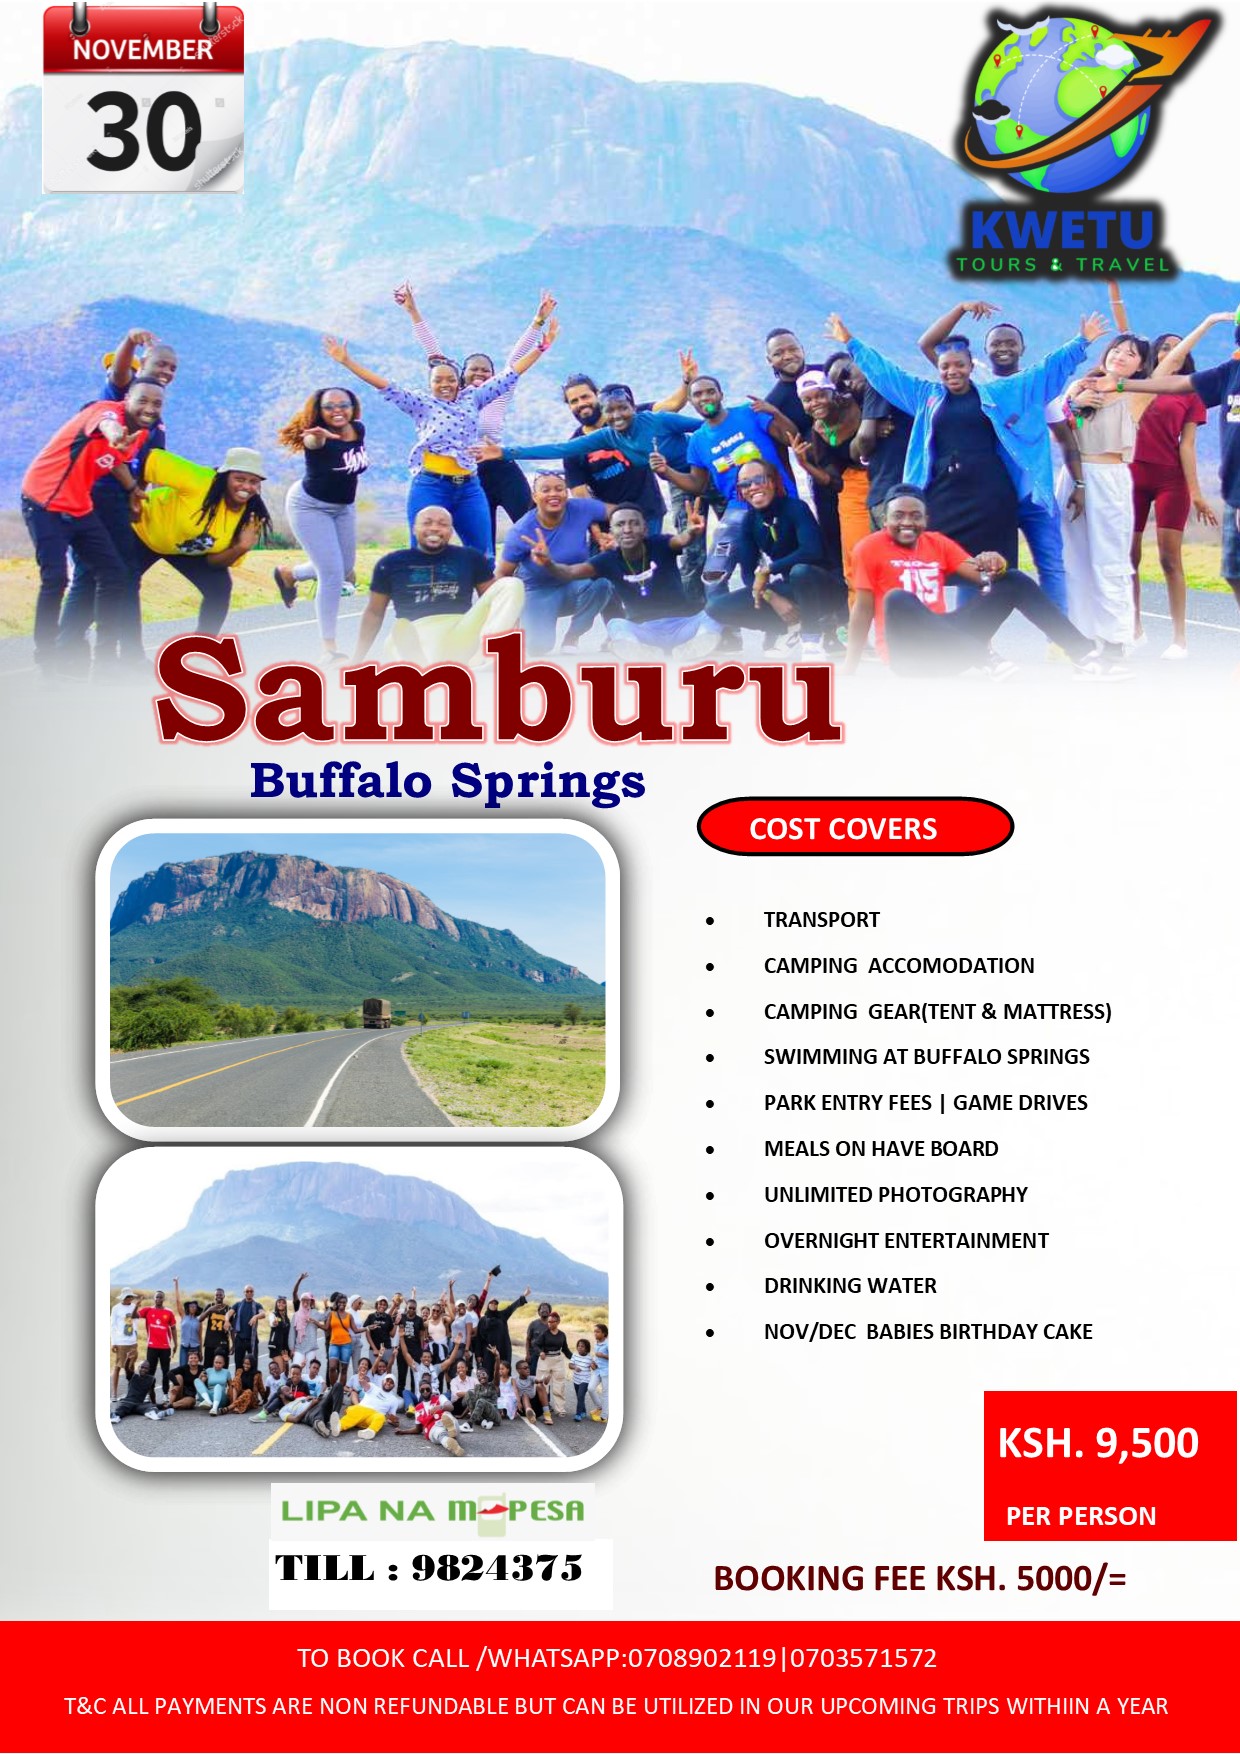 NOVEMBER
30
shutterstock
KWETU
TOURS & TRAVEL
Samburu
Buffalo Springs
COST COVERS
• TRANSPORT
• CAMPING ACCOMODATION
• CAMPING GEAR(TENT & MATTRESS)
• SWIMMING AT BUFFALO SPRINGS
• PARK ENTRY FEES | GAME DRIVES
• MEALS ON HAVE BOARD
• UNLIMITED PHOTOGRAPHY
• OVERNIGHT ENTERTAINMENT
• DRINKING WATER
• NOV/DEC BABIES BIRTHDAY CAKE
KSH. 9,500
PER PERSON
LIPA NA M-PESA
TILL : 9824375
BOOKING FEE KSH. 5000/=
TO BOOK CALL /WHATSAPP:0708902119|0703571572
T&C ALL PAYMENTS ARE NON REFUNDABLE BUT CAN BE UTILIZED IN OUR UPCOMING TRIPS WITHIIN A YEAR